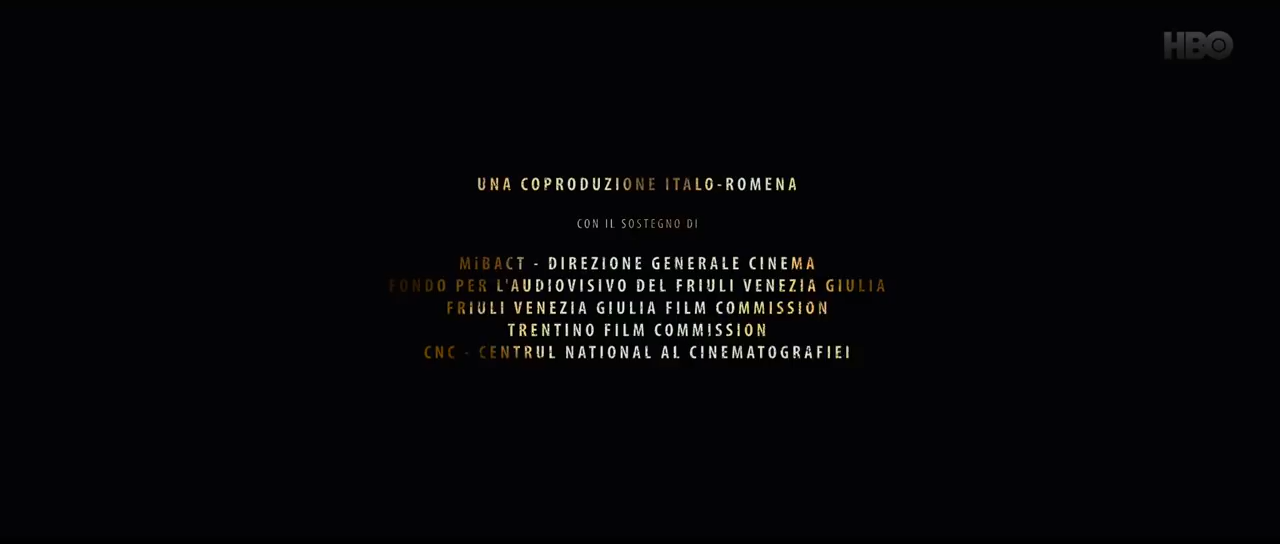 HBO
UNA COPRODUZIONE ITALO-ROMENA
CON IL SOSTEGNO DI
MiBACT - DIREZIONE GENERALE CINEMA
FONDO PER L'AUDIOVISIVO DEL FRIULI VENEZIA GIULIA
FRIULI VENEZIA GIULIA FILM COMMISSION
TRENTINO FILM COMMISSION
CNC - CENTRUL NATIONAL AL CINEMATOGRAFIEI